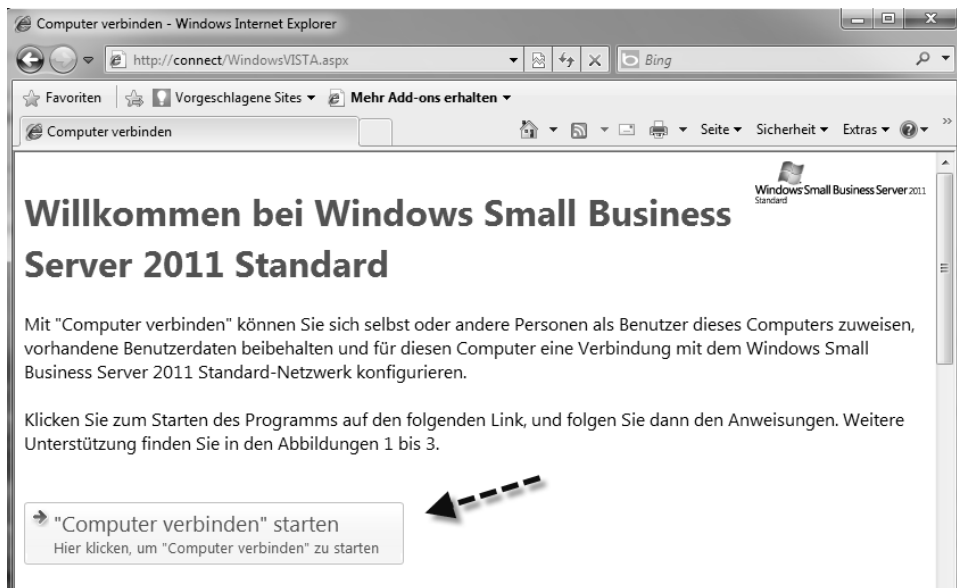 Computer verbinden - Windows Internet Explorer
http://connect/WindowsVISTA.aspx
Bing
Favoriten Vorgeschlagene Sites Mehr Add-ons erhalten
Computer verbinden
Seite Sicherheit Extras
Windows Small Business Server 2011
Standard
Willkommen bei Windows Small Business
Server 2011 Standard
Mit "Computer verbinden" können Sie sich selbst oder andere Personen als Benutzer dieses Computers zuweisen,
vorhandene Benutzerdaten beibehalten und für diesen Computer eine Verbindung mit dem Windows Small
Business Server 2011 Standard-Netzwerk konfigurieren.
Klicken Sie zum Starten des Programms auf den folgenden Link, und folgen Sie dann den Anweisungen. Weitere
Unterstützung finden Sie in den Abbildungen 1 bis 3.
"Computer verbinden" starten
Hier klicken, um "Computer verbinden" zu starten